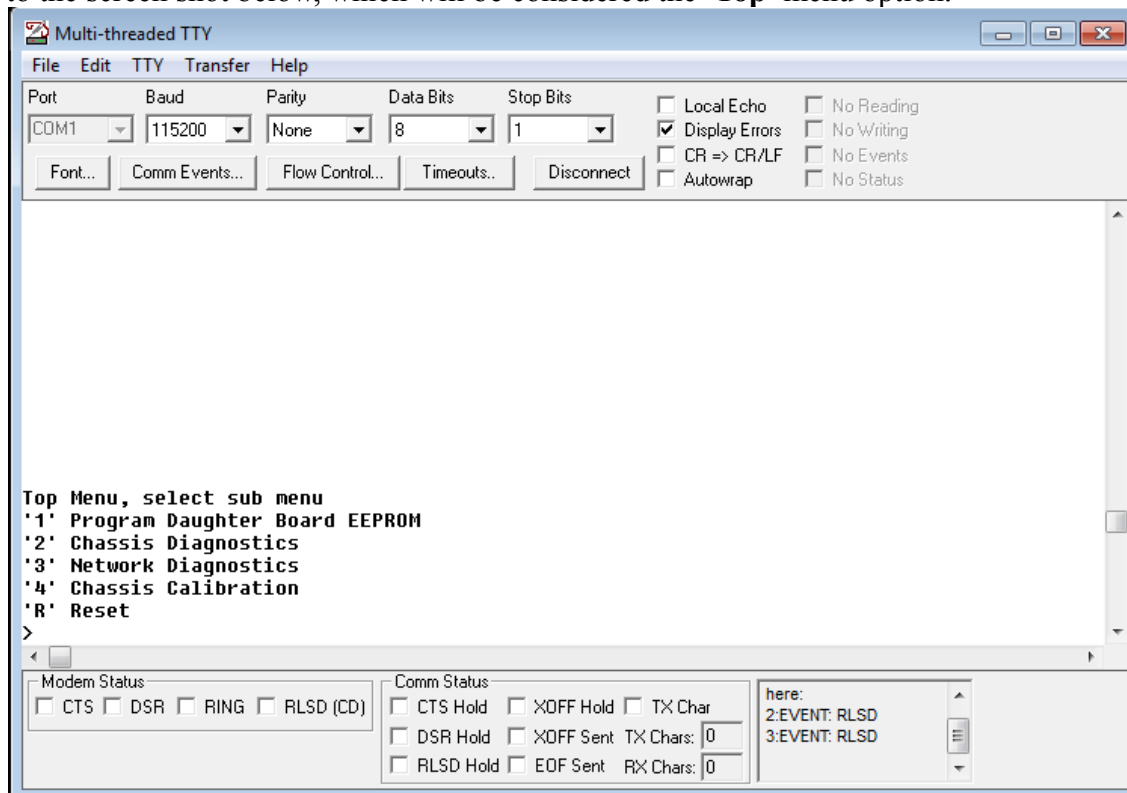 to the screen shot below, which will be considered the 'Top' menu option.
Multi-threaded TTY
File Edit TTY Transfer Help
Port Baud Parity Data Bits Stop Bits
COM1 115200 None 8 1
Font... Comm Events... Flow Control... Timeouts.. Disconnect
Local Echo No Reading
Display Errors No Writing
CR => CR/LF No Events
Autowrap No Status
Top Menu, select sub menu
'1' Program Daughter Board EEPROM
'2' Chassis Diagnostics
'3' Network Diagnostics
'4' Chassis Calibration
'R' Reset
>
Modem Status
CTS DSR RING RLSD (CD)
Comm Status
CTS Hold XOFF Hold TX Char
DSR Hold XOFF Sent TX Chars: 0
RLSD Hold EOF Sent RX Chars: 0
here:
2:EVENT: RLSD
3:EVENT: RLSD